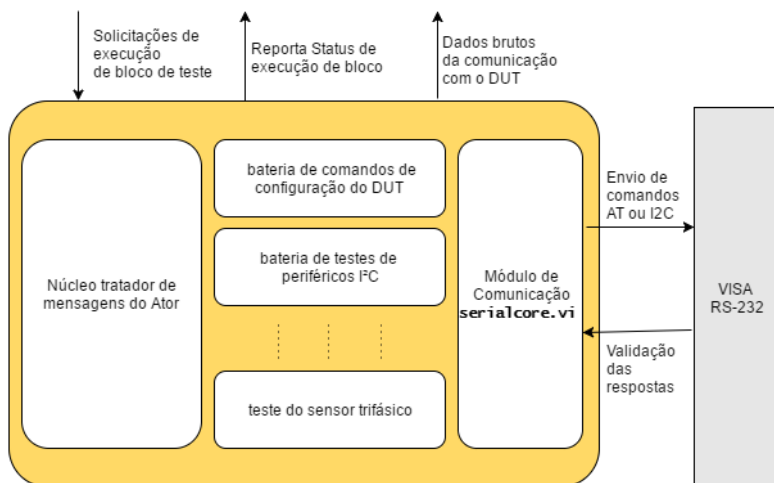 Solicitações de
execução
de bloco de teste
Reporta Status de
execução de bloco
Dados brutos
da comunicação
com o DUT
Núcleo tratador de
mensagens do Ator
bateria de comandos de
configuração do DUT
bateria de testes de
periféricos I²C
teste do sensor trifásico
Módulo de
Comunicação
serialcore.vi
Envio de
comandos
AT ou I2C
Validação
das
respostas
VISA
RS-232